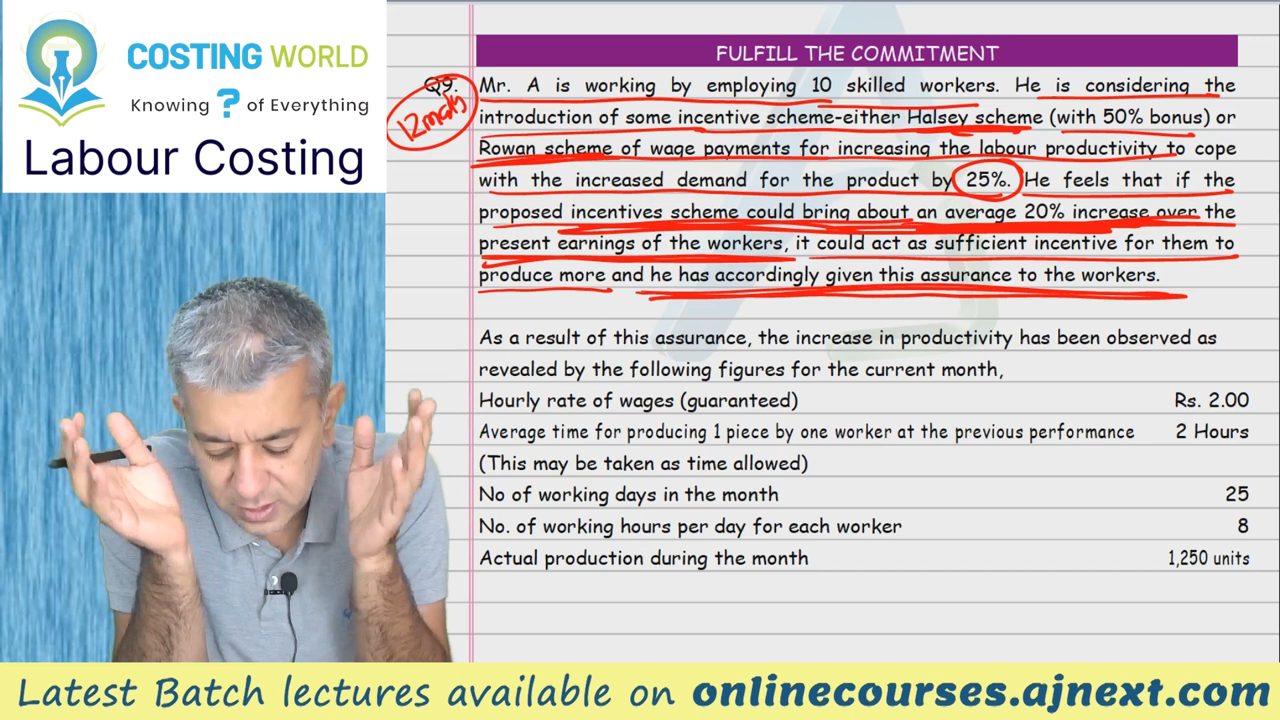 COSTING WORLD
Knowing ? of Everything
Labour Costing
FULFILL THE COMMITMENT
Q9.
12 marks
Mr. A is working by employing 10 skilled workers. He is considering the
introduction of some incentive scheme-either Halsey scheme (with 50% bonus) or
Rowan scheme of wage payments for increasing the labour productivity to cope
with the increased demand for the product by 25%. He feels that if the
proposed incentives scheme could bring about an average 20% increase over the
present earnings of the workers, it could act as sufficient incentive for them to
produce more and he has accordingly given this assurance to the workers.
As a result of this assurance, the increase in productivity has been observed as
revealed by the following figures for the current month,
Hourly rate of wages (guaranteed) Rs. 2.00
Average time for producing 1 piece by one worker at the previous performance 2 Hours
(This may be taken as time allowed)
No of working days in the month 25
No. of working hours per day for each worker 8
Actual production during the month 1,250 units
Latest Batch lectures available on onlinecourses.ajnext.com